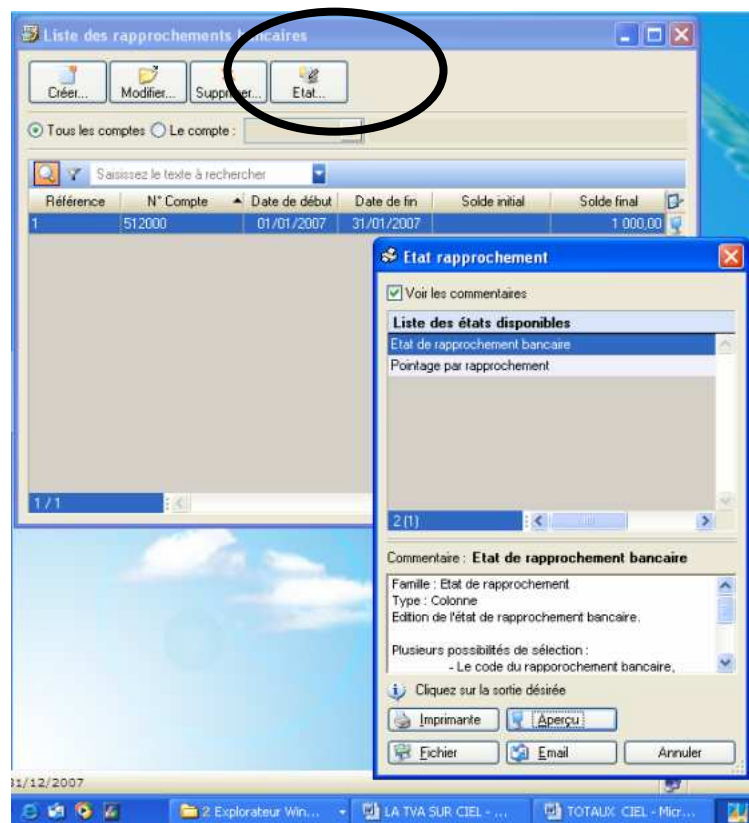 Liste des rapprochements bancaires
Créer... Modifier... Supprimer... Etat...
Tous les comptes Le compte :
Saisissez le texte à rechercher
Référence N° Compte Date de début Date de fin Solde initial Solde final
1 512000 01/01/2007 31/01/2007 1 000,00
1 / 1
Etat rapprochement
Voir les commentaires
Liste des états disponibles
Etat de rapprochement bancaire
Pointage par rapprochement
2 (1)
Commentaire : Etat de rapprochement bancaire
Famille : Etat de rapprochement
Type : Colonne
Edition de l'état de rapprochement bancaire.
Plusieurs possibilités de sélection :
- Le code du rapporochement bancaire,
Cliquez sur la sortie désirée
Imprimante Aperçu
Fichier Email Annuler
31/12/2007
2 Explorateur Win... LA TVA SUR CIEL - ... TOTAUX CIEL - Micr...